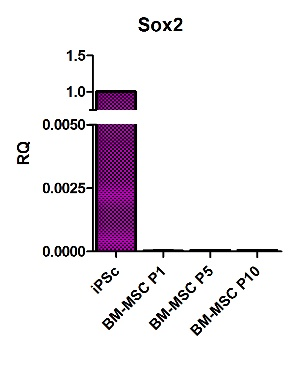 Sox2
1.5
1.0
0.0050
0.0025
0.0000
RQ
iPSc
BM-MSC P1
BM-MSC P5
BM-MSC P10